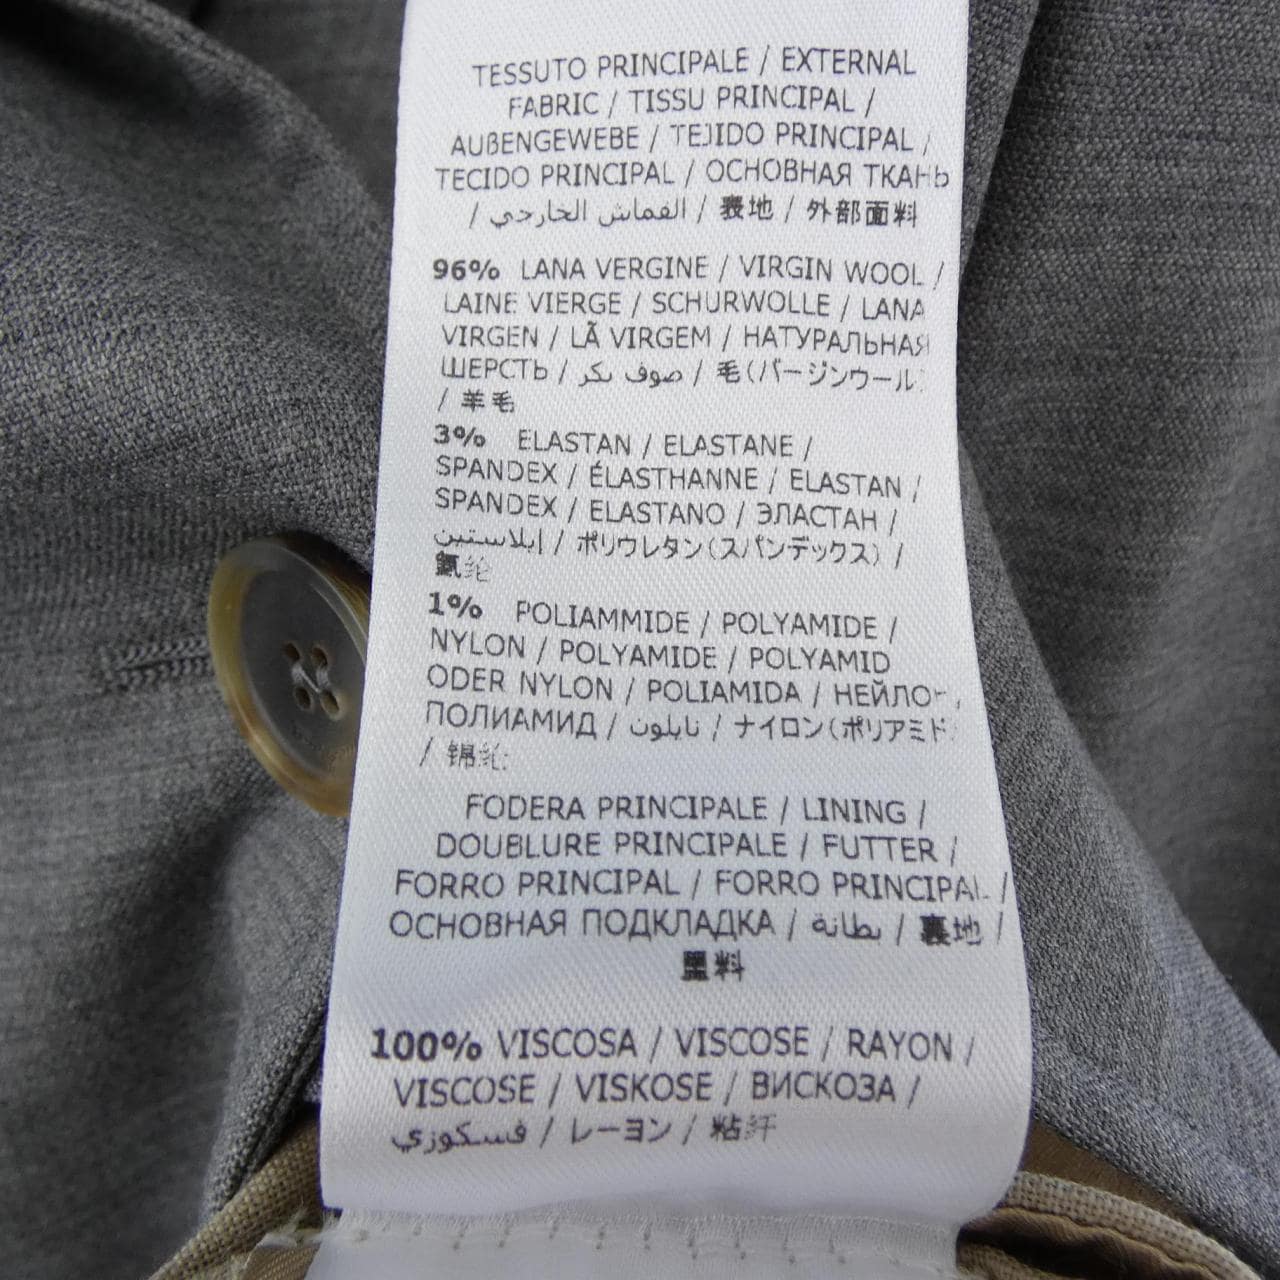 TESSUTO PRINCIPALE / EXTERNAL
FABRIC / TISSU PRINCIPAL /
AUßENGEWEBE / TEJIDO PRINCIPAL /
TECIDO PRINCIPAL / ОСНОВНАЯ ТКАНЬ
/ القماش الخارجي / 表地 / 外部面料
96% LANA VERGINE / VIRGIN WOOL /
LAINE VIERGE / SCHURWOLLE / LANA
VIRGEN / LÃ VIRGEM / НАТУРАЛЬНАЯ
ШЕРСТЬ / صوف بكر / 毛(バージンウール)
/ 羊毛
3% ELASTAN / ELASTANE /
SPANDEX / ÉLASTHANNE / ELASTAN /
SPANDEX / ELASTANO / ЭЛАСТАН /
إيلاستين / ポリウレタン(スパンデックス) /
氨纶
1% POLIAMMIDE / POLYAMIDE /
NYLON / POLYAMIDE / POLYAMID
ODER NYLON / POLIAMIDA / НЕЙЛОН,
ПОЛИАМИД / نايلون / ナイロン(ポリアミド)
/ 锦纶
FODERA PRINCIPALE / LINING /
DOUBLURE PRINCIPALE / FUTTER /
FORRO PRINCIPAL / FORRO PRINCIPAL /
ОСНОВНАЯ ПОДКЛАДКА / بطانة / 裏地 /
里料
100% VISCOSA / VISCOSE / RAYON /
VISCOSE / VISKOSE / ВИСКОЗА /
فسكوزي / レーヨン / 粘纤